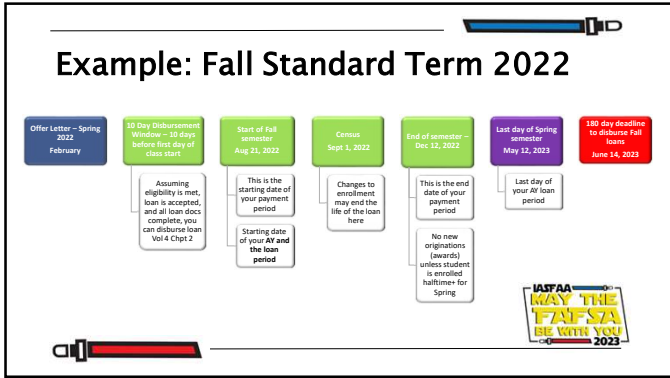 Example: Fall Standard Term 2022
Offer Letter – Spring
2022
February
10 Day Disbursement
Window – 10 days
before first day of
class start
Assuming
eligibility is met,
loan is accepted,
and all loan docs
complete, you
can disburse loan
Vol 4 Chpt 2
Start of Fall
semester
Aug 21, 2022
This is the
starting date of
your payment
period
Starting date
of your AY and
the loan
period
Census
Sept 1, 2022
Changes to
enrollment
may end the
life of the loan
here
End of semester –
Dec 12, 2022
This is the end
date of your
payment
period
No new
originations
(awards)
unless student
is enrolled
halftime+ for
Spring
Last day of Spring
semester
May 12, 2023
Last day of
your AY loan
period
180 day deadline
to disburse Fall
loans
June 14, 2023
IASFAA
MAY THE
FAFSA
BE WITH YOU
2023